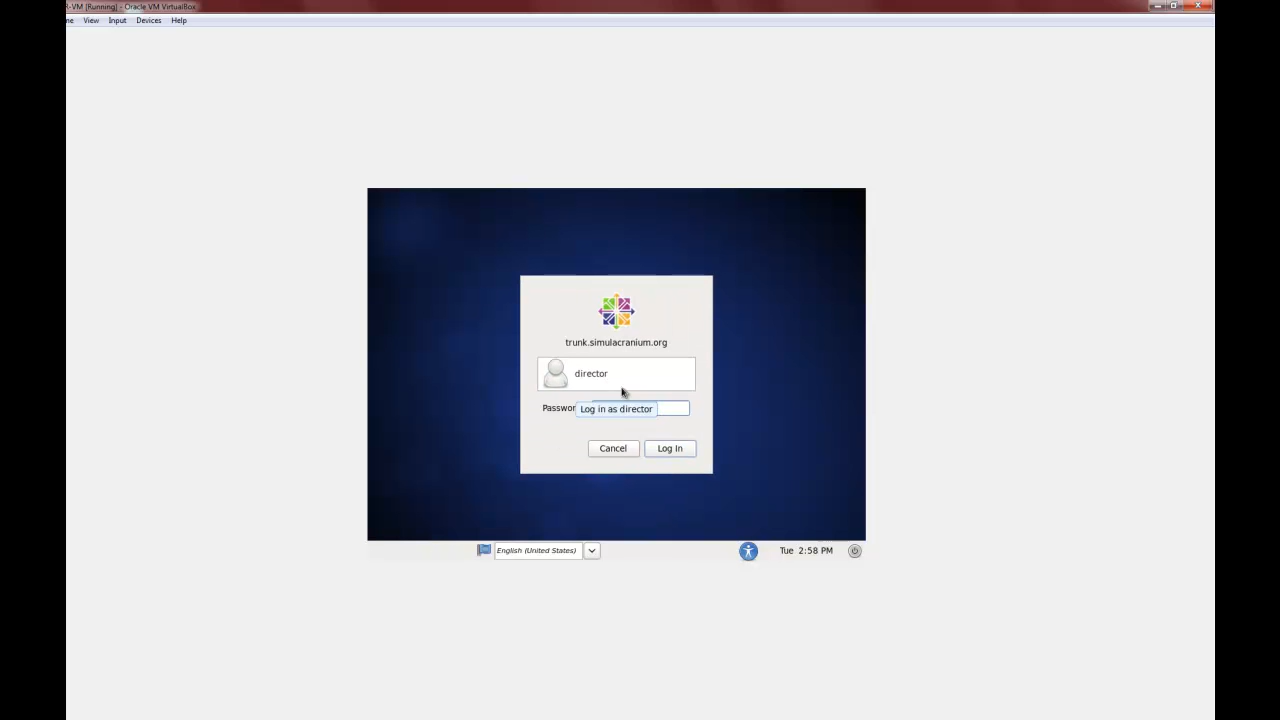 R-VM [Running] - Oracle VM VirtualBox
ne View Input Devices Help
trunk.simulacranium.org
director
Passwor
Log in as director
Cancel Log In
English (United States) Tue 2:58 PM